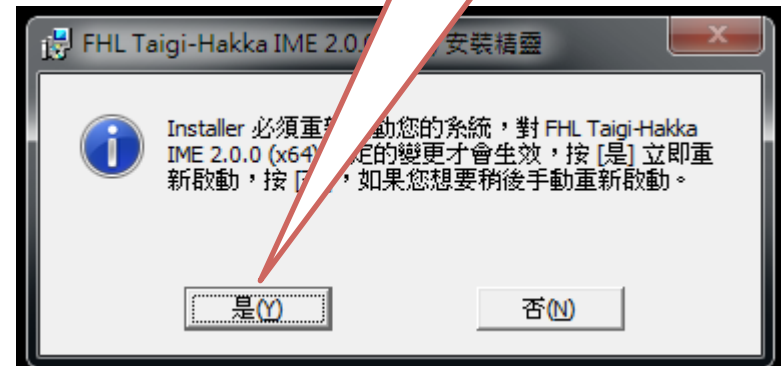 FHL Taigi-Hakka IME 2.0.0 安裝精靈
Installer 必須重 動您的系統,對 FHL Taigi-Hakka
IME 2.0.0 (x64) 定的變更才會生效,按 [是] 立即重
新啟動,按 [ ,如果您想要稍後手動重新啟動。
是(Y)
否(N)